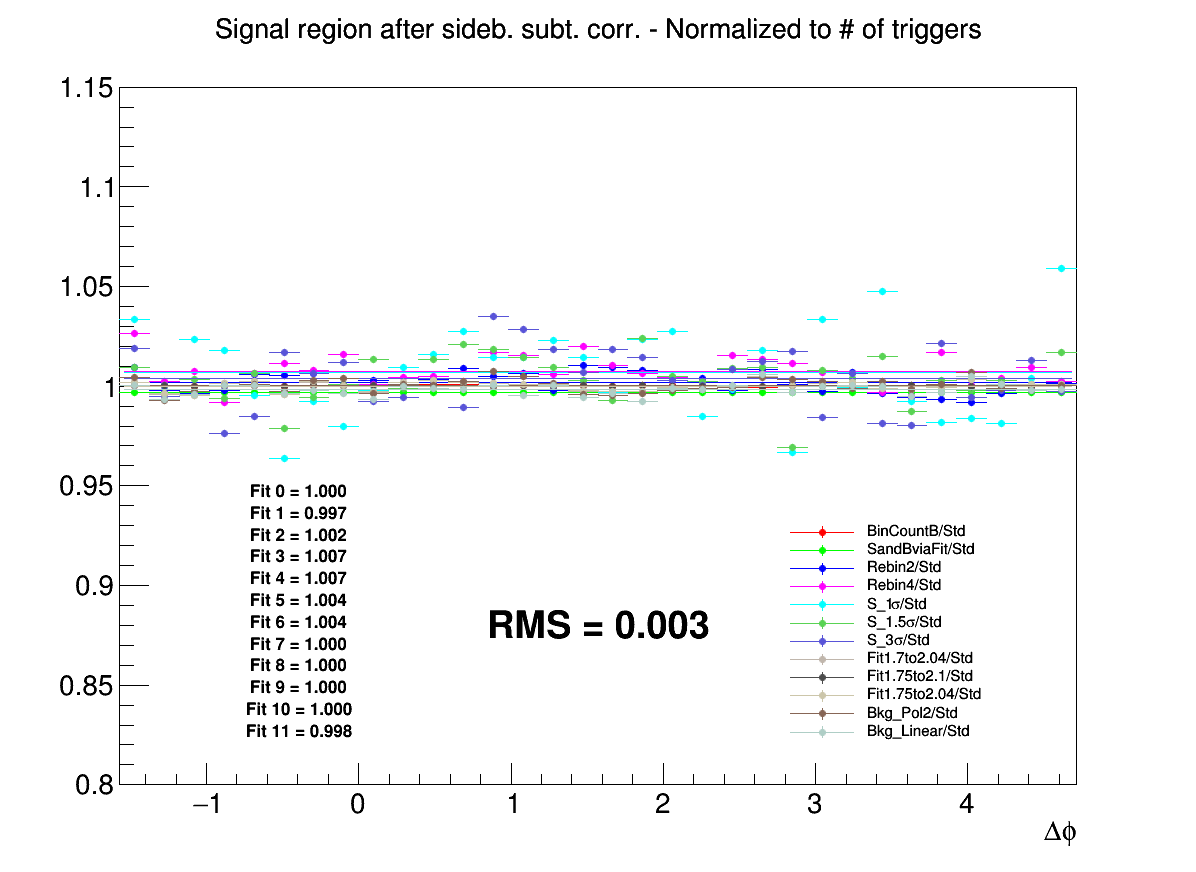 Signal region after sideb. subt. corr. - Normalized to # of triggers
1.15
1.1
1.05
1
0.95
0.9
0.85
0.8
Fit 0 = 1.000
Fit 1 = 0.997
Fit 2 = 1.002
Fit 3 = 1.007
Fit 4 = 1.007
Fit 5 = 1.004
Fit 6 = 1.004
Fit 7 = 1.000
Fit 8 = 1.000
Fit 9 = 1.000
Fit 10 = 1.000
Fit 11 = 0.998
RMS = 0.003
BinCountB/Std
SandBviaFit/Std
Rebin2/Std
Rebin4/Std
S_1σ/Std
S_1.5σ/Std
S_3σ/Std
Fit1.7to2.04/Std
Fit1.75to2.1/Std
Fit1.75to2.04/Std
Bkg_Pol2/Std
Bkg_Linear/Std
−1 0 1 2 3 4
Δϕ